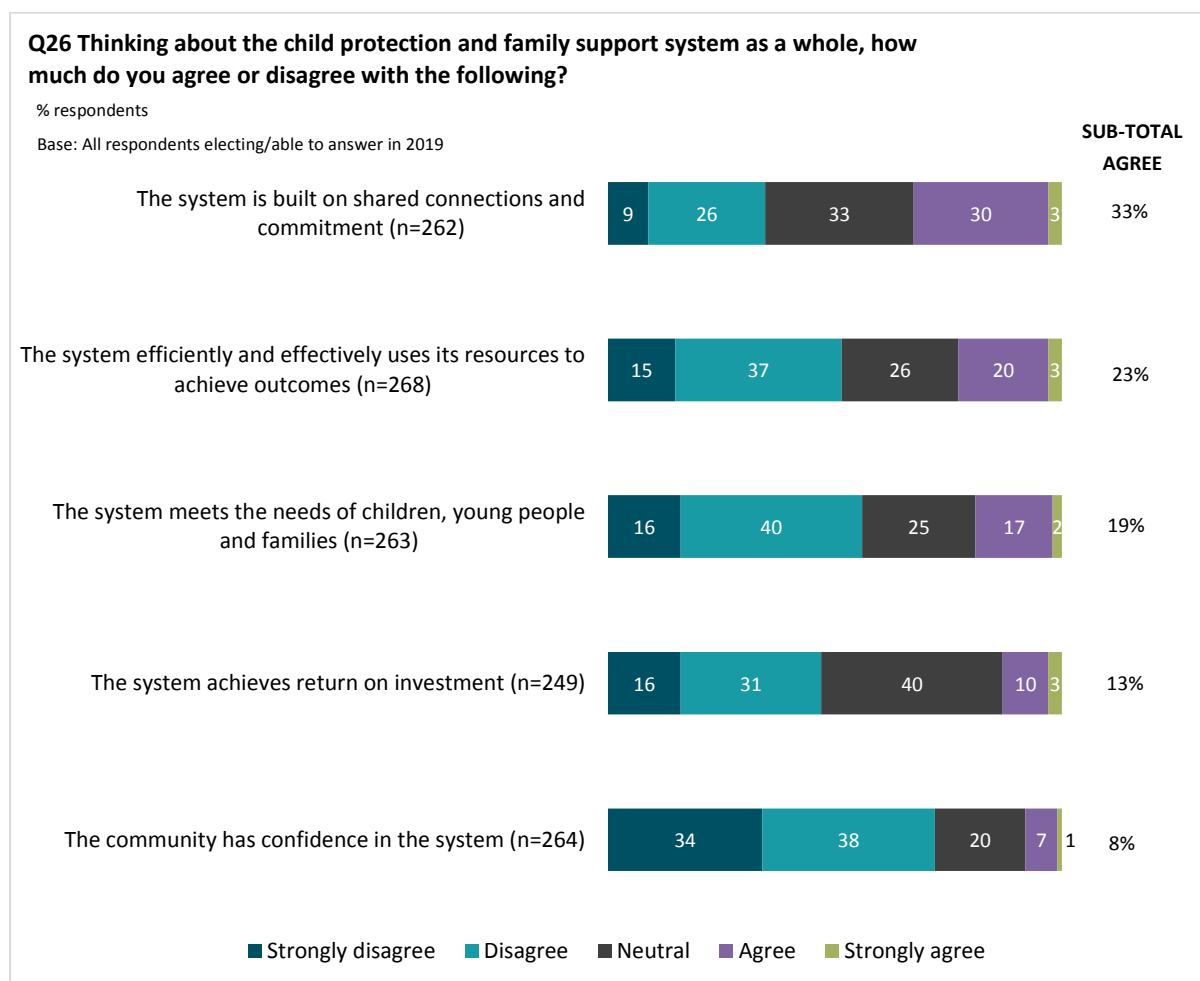 Q26 Thinking about the child protection and family support system as a whole, how
much do you agree or disagree with the following?
% respondents
Base: All respondents electing/able to answer in 2019
SUB-TOTAL
AGREE
The system is built on shared connections and
commitment (n=262)
9 26 33 30 3 33%
The system efficiently and effectively uses its resources to
achieve outcomes (n=268)
15 37 26 20 3 23%
The system meets the needs of children, young people
and families (n=263)
16 40 25 17 2 19%
The system achieves return on investment (n=249) 16 31 40 10 3 13%
The community has confidence in the system (n=264) 34 38 20 7 1 8%
Strongly disagree Disagree Neutral Agree Strongly agree